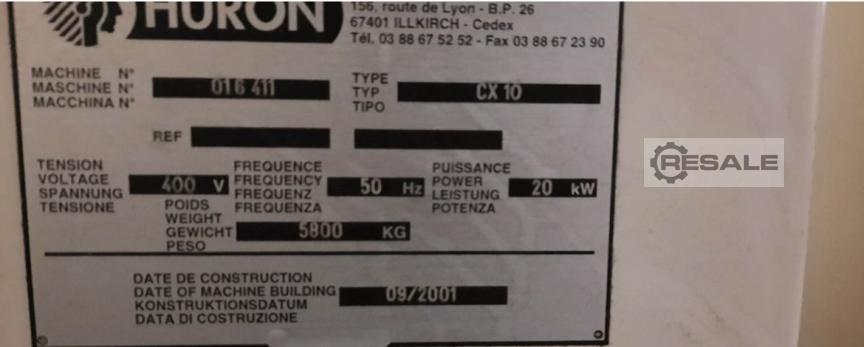 HURON
156, route de Lyon - B.P. 26
67401 ILLKIRCH - Cedex
Tél. 03 88 67 52 52 - Fax 03 88 67 23 90
MACHINE N°
MASCHINE N° 016411
MACCHINA N°
TYPE
TYP CX 10
TIPO
REF
TENSION
VOLTAGE
SPANNUNG 400 V
TENSIONE
FREQUENCE
FREQUENCY
FREQUENZ 50 Hz
FREQUENZA
PUISSANCE
POWER
LEISTUNG 20 kW
POTENZA
POIDS
WEIGHT
GEWICHT 5800 KG
PESO
DATE DE CONSTRUCTION
DATE OF MACHINE BUILDING
KONSTRUKTIONSDATUM 09/2001
DATA DI COSTRUZIONE
RESALE